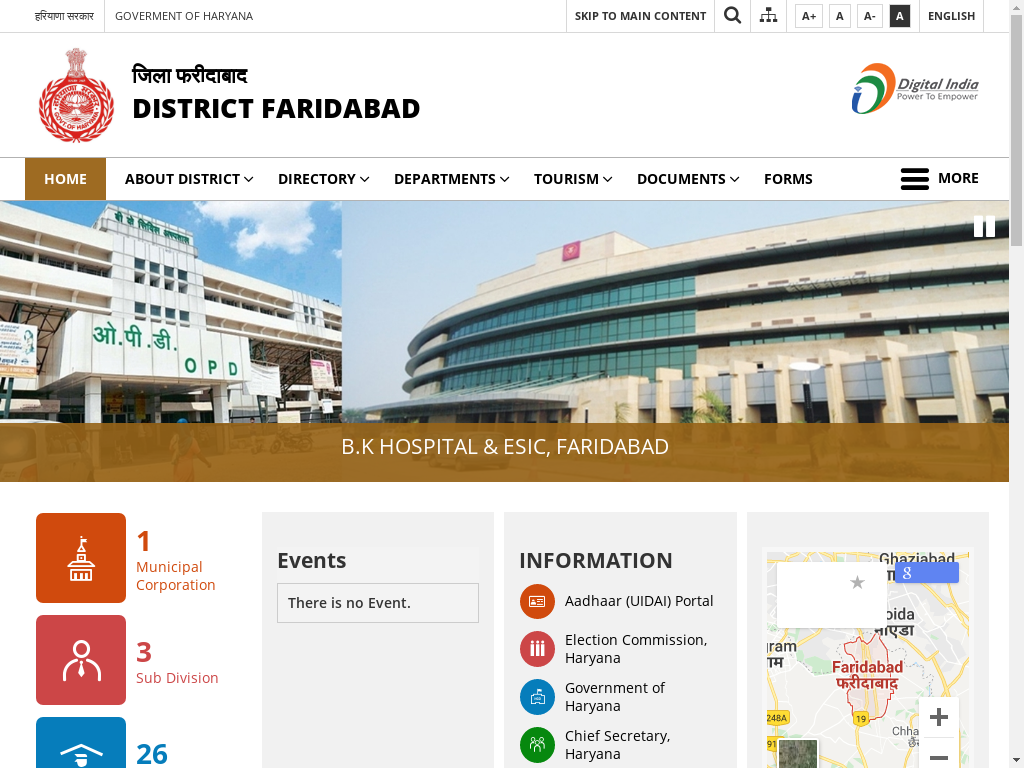 हरियाणा सरकार
GOVERMENT OF HARYANA
SKIP TO MAIN CONTENT
A+
A
A-
A
ENGLISH
जिला फरीदाबाद
DISTRICT FARIDABAD
Digital India
Power To Empower
HOME
ABOUT DISTRICT
DIRECTORY
DEPARTMENTS
TOURISM
DOCUMENTS
FORMS
MORE
बी के सिविल अस्पताल
ओ.पी.डी.
O P D
B.K HOSPITAL & ESIC, FARIDABAD
1
Municipal
Corporation
3
Sub Division
26
Events
There is no Event.
INFORMATION
Aadhaar (UIDAI) Portal
Election Commission,
Haryana
Government of
Haryana
Chief Secretary,
Haryana
Ghaziabad
oida
नोएडा
ram
ाम
Faridabad
फरीदाबाद
248A
19
91
Chha